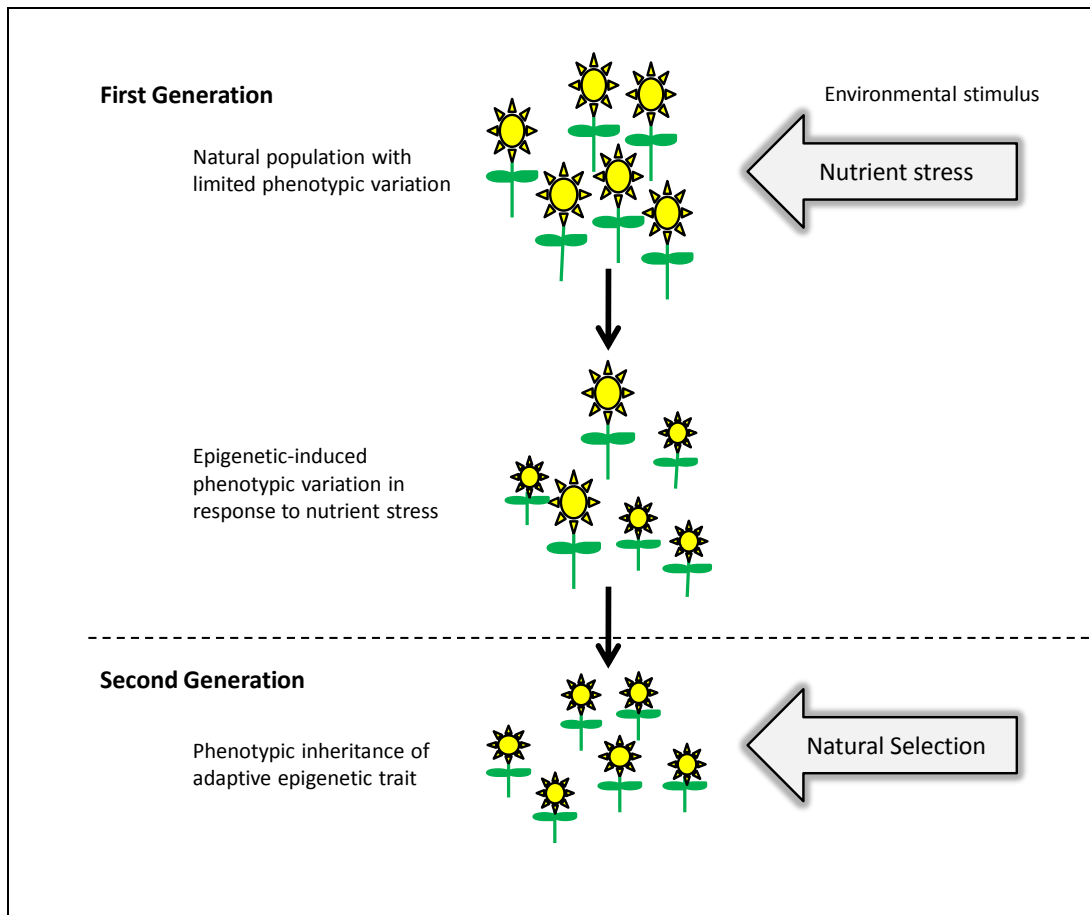 First Generation
Environmental stimulus
Natural population with
limited phenotypic variation
Nutrient stress
Epigenetic-induced
phenotypic variation in
response to nutrient stress
Second Generation
Phenotypic inheritance of
adaptive epigenetic trait
Natural Selection